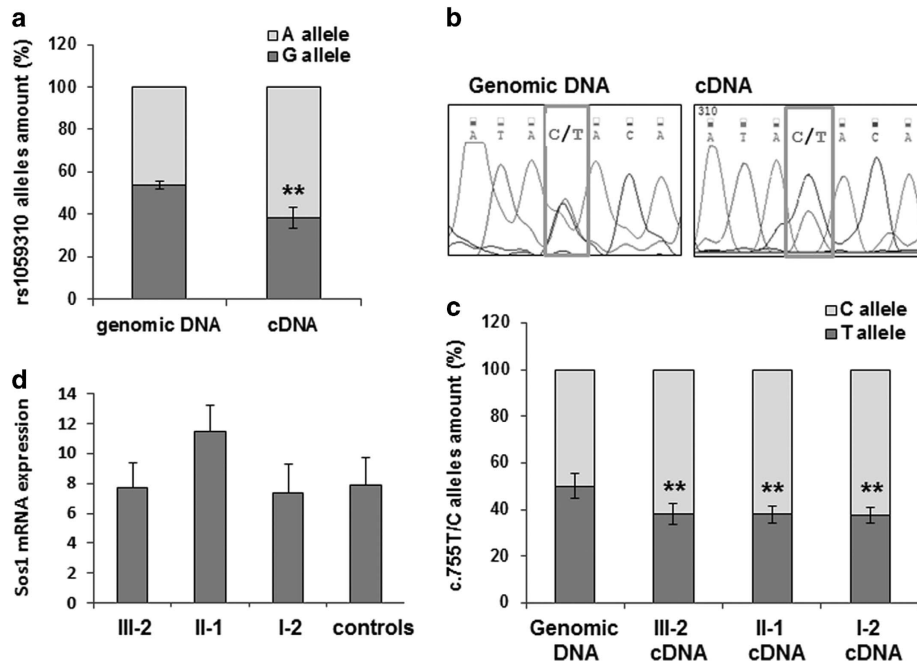 a
A allele
G allele
rs1059310 alleles amount (%)
120
100
80
60
40
20
0
**
genomic DNA
cDNA
b
Genomic DNA
cDNA
A T A C/T A C A
310
A T A C/T A C A
c
C allele
T allele
c.755T/C alleles amount (%)
120
100
80
60
40
20
0
**
**
**
Genomic DNA
III-2 cDNA
II-1 cDNA
I-2 cDNA
d
Sos1 mRNA expression
14
12
10
8
6
4
2
0
III-2
II-1
I-2
controls